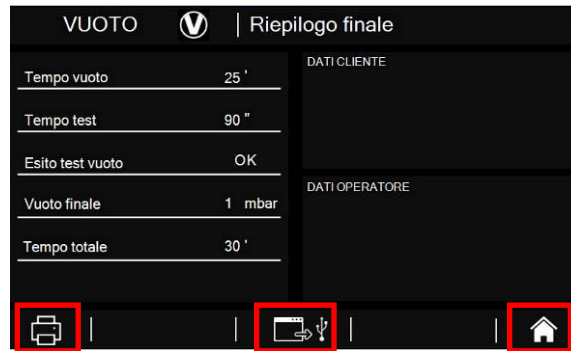 VUOTO V Riepilogo finale
Tempo vuoto 25 '
Tempo test 90 "
Esito test vuoto OK
Vuoto finale 1 mbar
Tempo totale 30 '
DATI CLIENTE
DATI OPERATORE